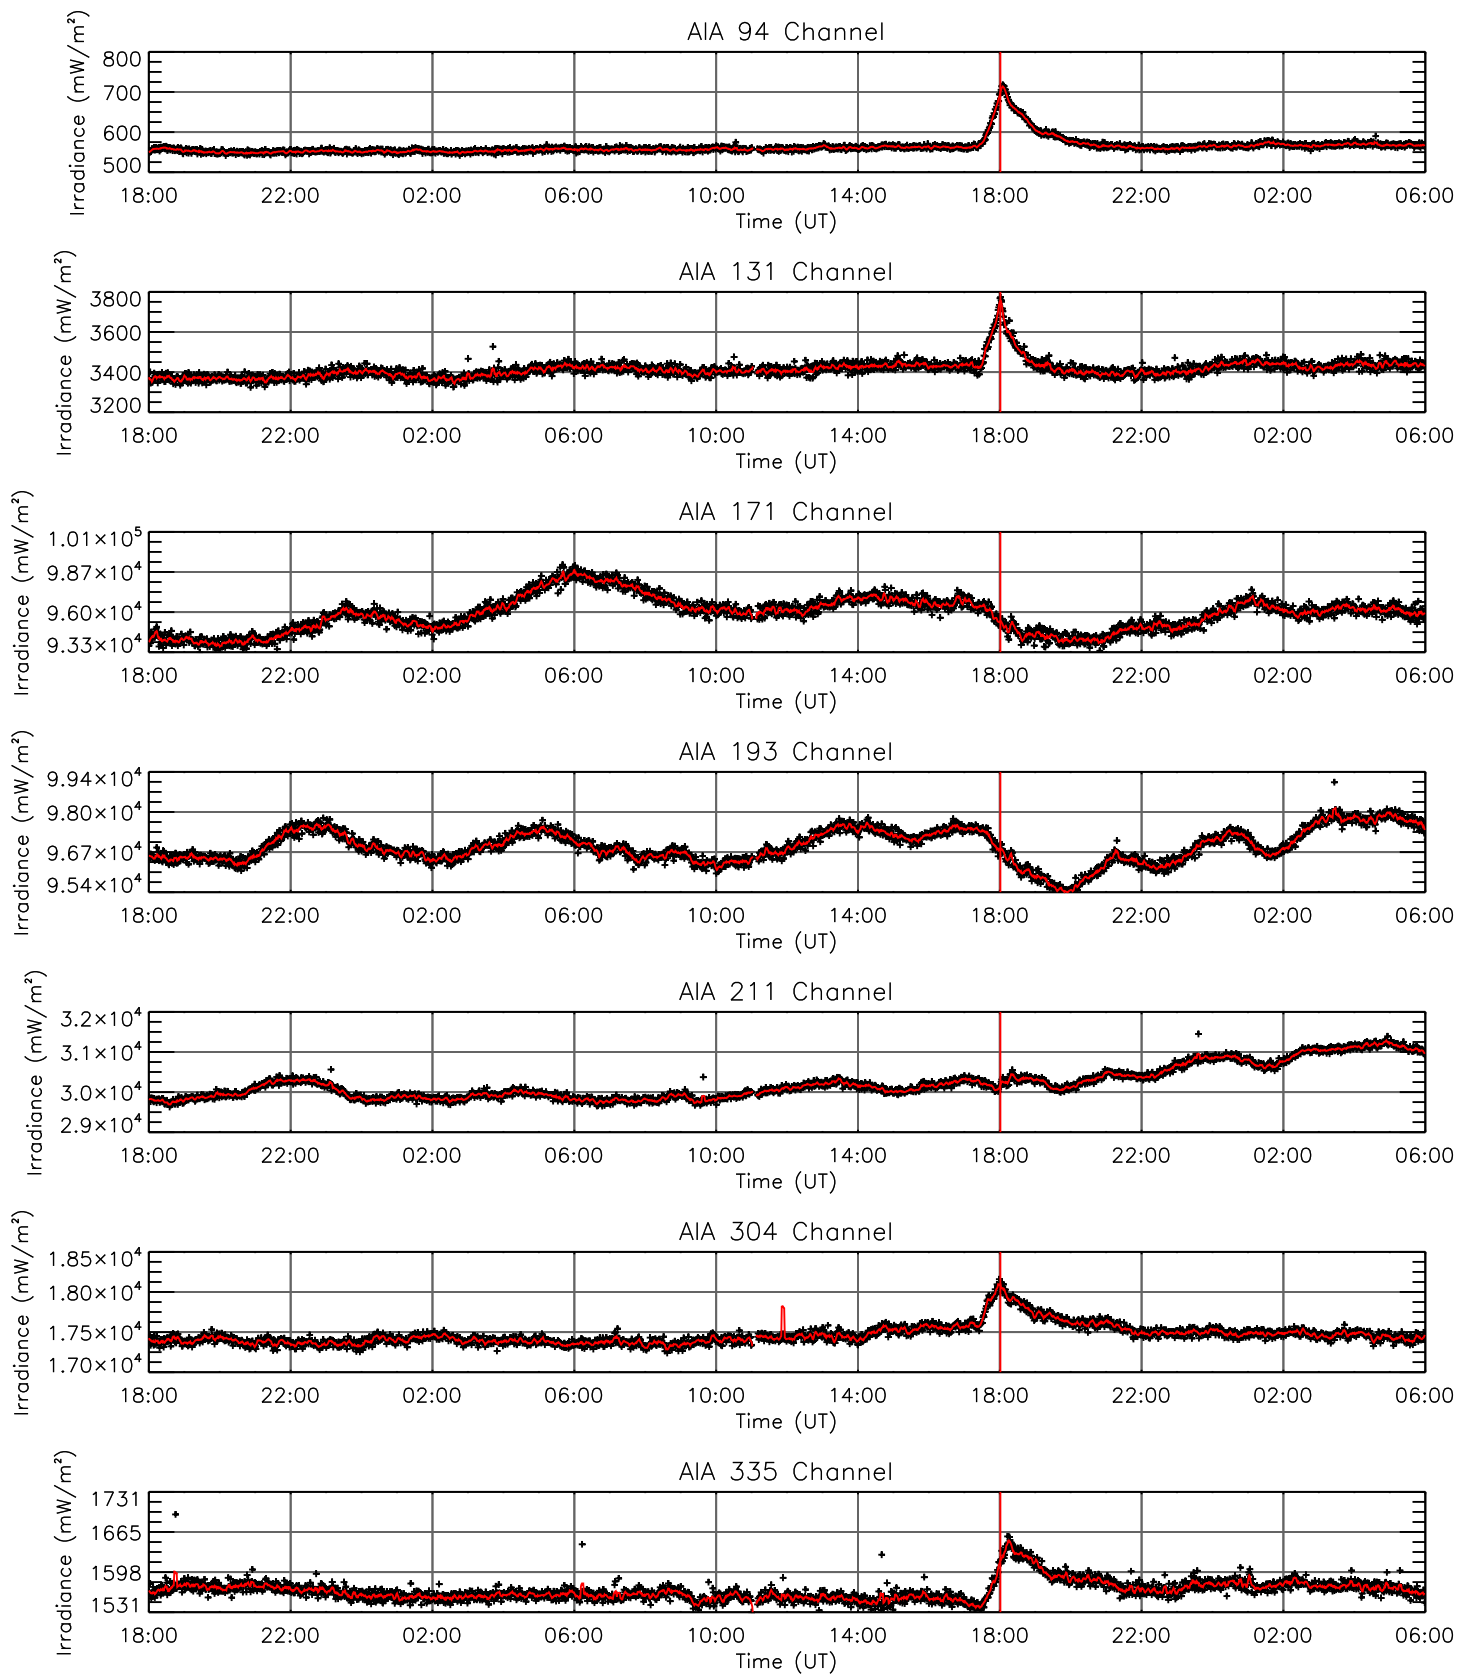 AIA 94 Channel
Irradiance (mW/m²)
800
700
600
500
18:00 22:00 02:00 06:00 10:00 14:00 18:00 22:00 02:00 06:00
Time (UT)
AIA 131 Channel
Irradiance (mW/m²)
3800
3600
3400
3200
18:00 22:00 02:00 06:00 10:00 14:00 18:00 22:00 02:00 06:00
Time (UT)
AIA 171 Channel
Irradiance (mW/m²)
1.01×10⁵
9.87×10⁴
9.60×10⁴
9.33×10⁴
18:00 22:00 02:00 06:00 10:00 14:00 18:00 22:00 02:00 06:00
Time (UT)
AIA 193 Channel
Irradiance (mW/m²)
9.94×10⁴
9.80×10⁴
9.67×10⁴
9.54×10⁴
18:00 22:00 02:00 06:00 10:00 14:00 18:00 22:00 02:00 06:00
Time (UT)
AIA 211 Channel
Irradiance (mW/m²)
3.2×10⁴
3.1×10⁴
3.0×10⁴
2.9×10⁴
18:00 22:00 02:00 06:00 10:00 14:00 18:00 22:00 02:00 06:00
Time (UT)
AIA 304 Channel
Irradiance (mW/m²)
1.85×10⁴
1.80×10⁴
1.75×10⁴
1.70×10⁴
18:00 22:00 02:00 06:00 10:00 14:00 18:00 22:00 02:00 06:00
Time (UT)
AIA 335 Channel
Irradiance (mW/m²)
1731
1665
1598
1531
18:00 22:00 02:00 06:00 10:00 14:00 18:00 22:00 02:00 06:00
Time (UT)